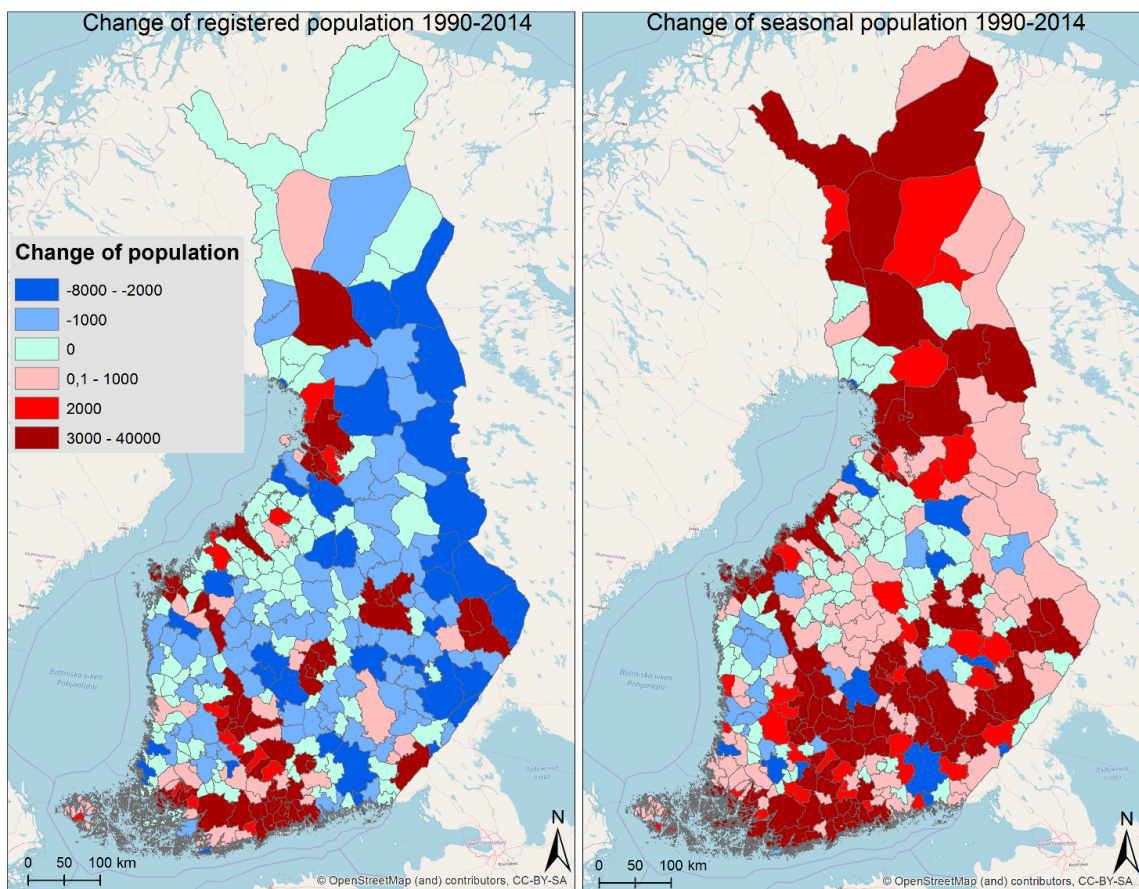 Change of registered population 1990-2014
Change of population
-8000 - -2000
-1000
0
0,1 - 1000
2000
3000 - 40000
Bottniska viken
- Pohjanlahti
N
0 50 100 km
© OpenStreetMap (and) contributors, CC-BY-SA
Change of seasonal population 1990-2014
Bottniska viken
- Pohjanlahti
N
0 50 100 km
© OpenStreetMap (and) contributors, CC-BY-SA